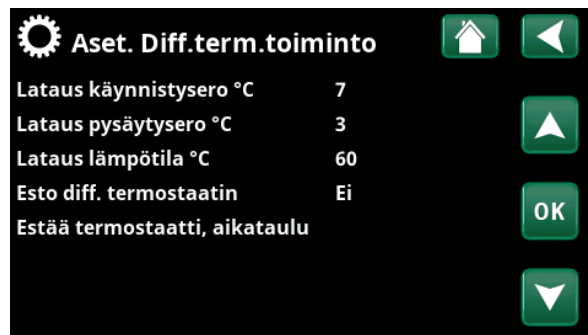 Aset. Diff.term.toiminto
Lataus käynnistysero °C 7
Lataus pysäytysero °C 3
Lataus lämpötila °C 60
Esto diff. termostaatin Ei
OK
Estää termostaatti, aikataulu